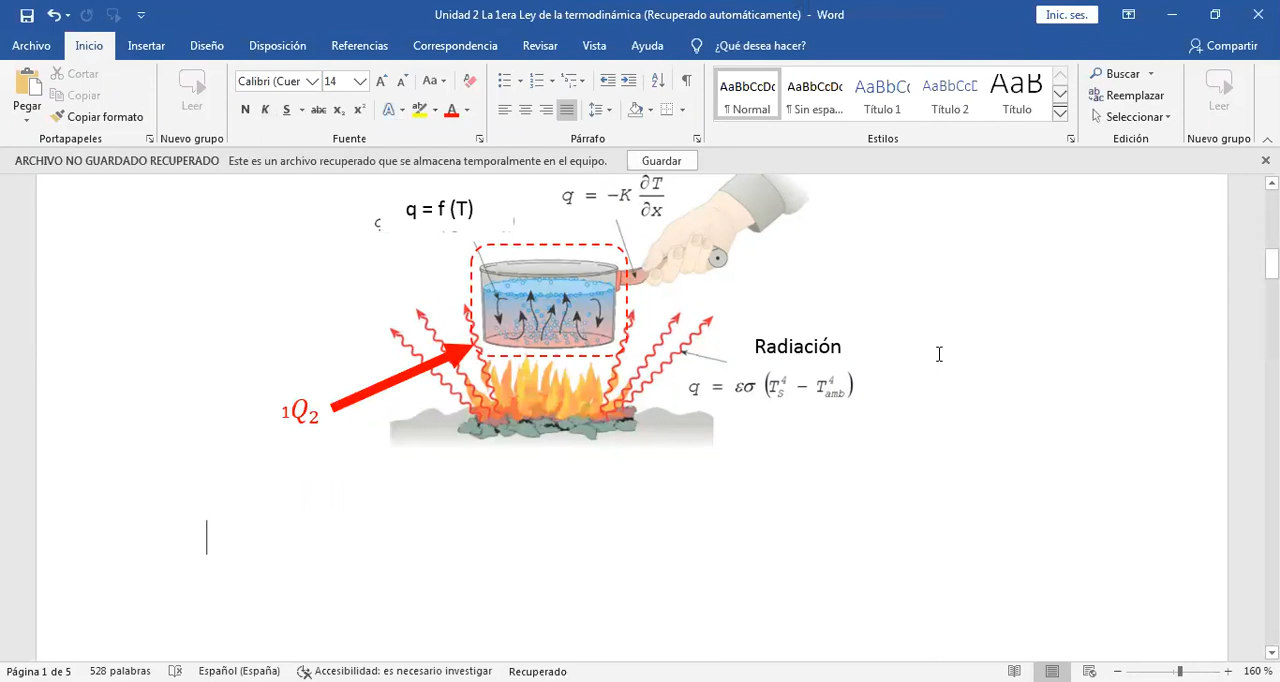 Unidad 2 La 1era Ley de la termodinámica (Recuperado automáticamente) - Word
Inic. ses.
Archivo Inicio Insertar Diseño Disposición Referencias Correspondencia Revisar Vista Ayuda ¿Qué desea hacer? Compartir
Pegar
Cortar
Copiar
Copiar formato
Portapapeles
Leer
Nuevo grupo
Calibri (Cuer 14
Aa
N K S abc x₂ x² A A
Fuente
Párrafo
AaBbCcDc AaBbCcDc AaBbCc AaBbCcD AaB
¶ Normal ¶ Sin espa... Título 1 Título 2 Título
Estilos
Buscar
Reemplazar
Seleccionar
Edición
Leer
Nuevo grupo
ARCHIVO NO GUARDADO RECUPERADO Este es un archivo recuperado que se almacena temporalmente en el equipo. Guardar
q = f (T)
q = -K ∂T/∂x
Radiación
q = εσ (T_S^4 − T_amb^4)
₁Q₂
Página 1 de 5 528 palabras Español (España) Accesibilidad: es necesario investigar Recuperado 160 %